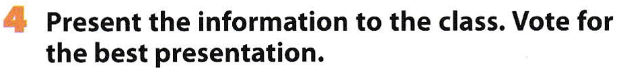 4 Present the information to the class. Vote for
the best presentation.